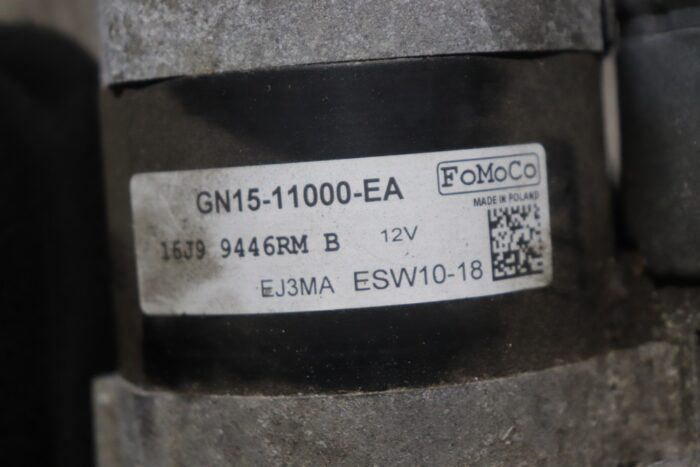 GN15-11000-EA
FoMoCo
MADE IN POLAND
16J9 9446RM B 12V
EJ3MA ESW10-18